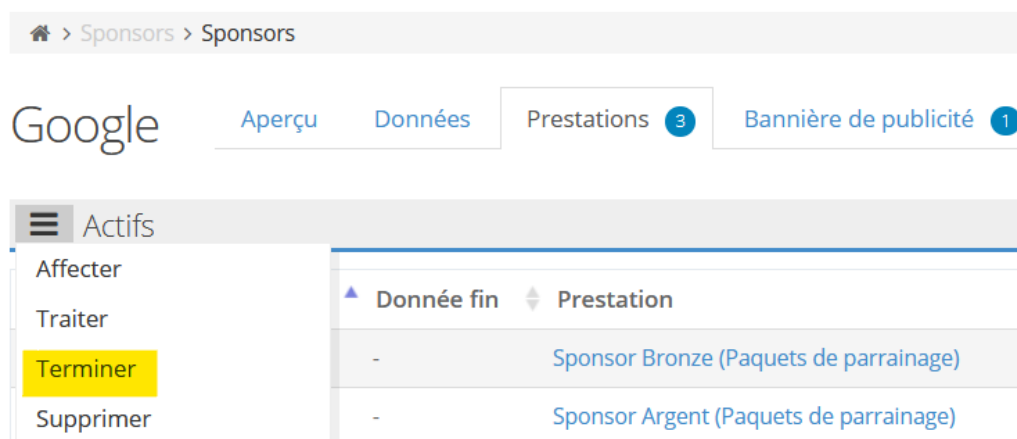 > Sponsors > Sponsors
Google Aperçu Données Prestations 3 Bannière de publicité 1
Actifs
Affecter
Donnée fin Prestation
Traiter
- Sponsor Bronze (Paquets de parrainage)
Terminer
- Sponsor Argent (Paquets de parrainage)
Supprimer